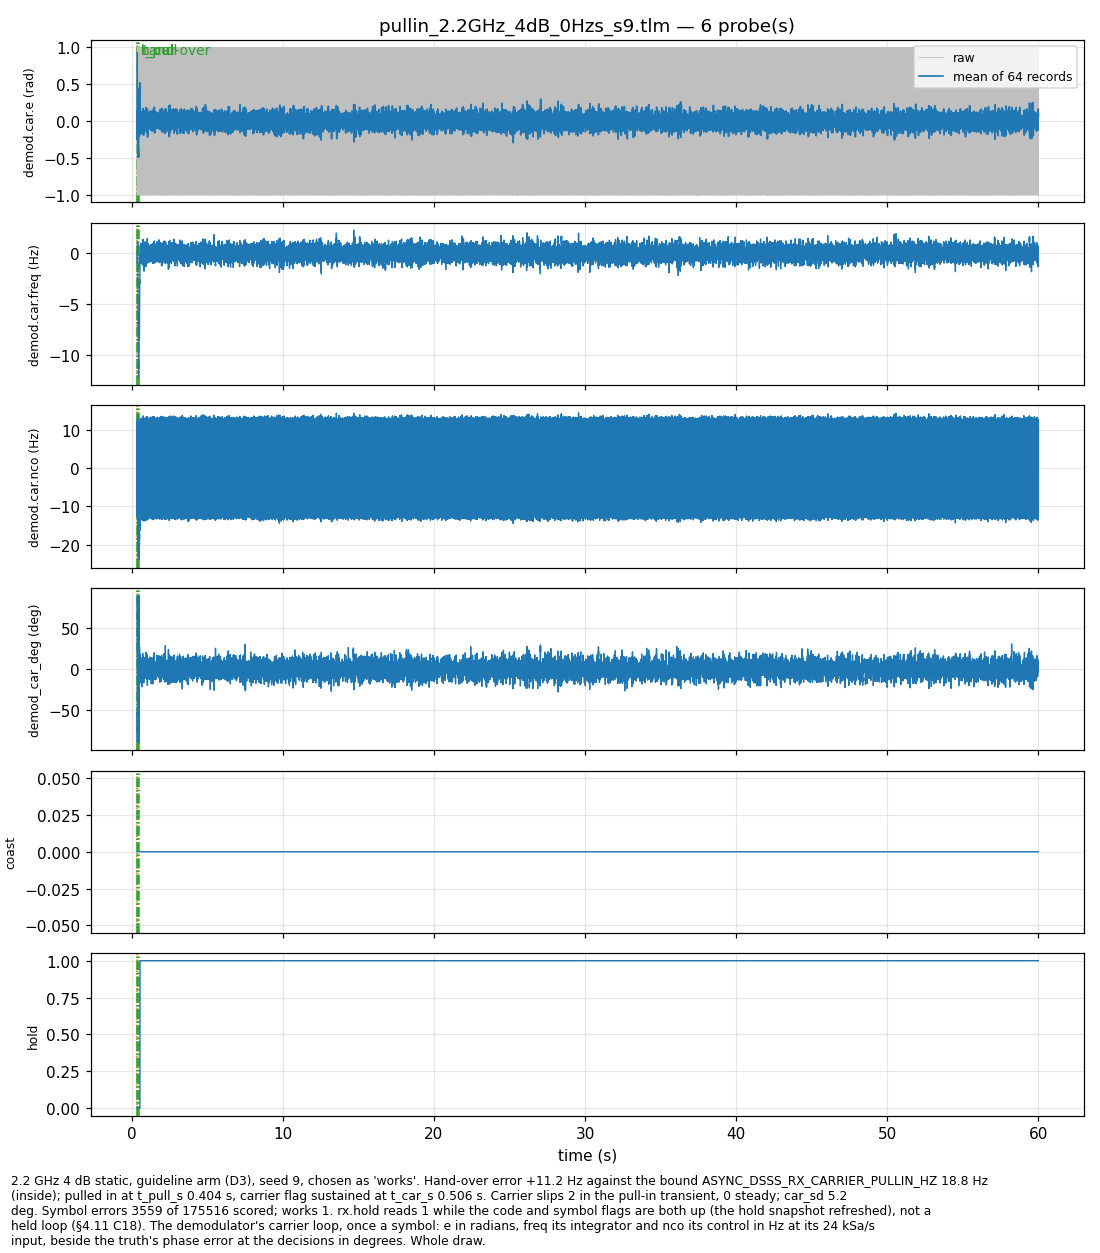 pullin_2.2GHz_4dB_0Hzs_s9.tlm — 6 probe(s)
hand-over
raw
mean of 64 records
demod.car.e (rad)
1.0
0.5
0.0
−0.5
−1.0
demod.car.freq (Hz)
0
−5
−10
demod.car.nco (Hz)
10
0
−10
−20
demod_car_deg (deg)
50
0
−50
coast
0.050
0.025
0.000
−0.025
−0.050
hold
1.00
0.75
0.50
0.25
0.00
0 10 20 30 40 50 60
time (s)
2.2 GHz 4 dB static, guideline arm (D3), seed 9, chosen as 'works'. Hand-over error +11.2 Hz against the bound ASYNC_DSSS_RX_CARRIER_PULLIN_HZ 18.8 Hz
(inside); pulled in at t_pull_s 0.404 s, carrier flag sustained at t_car_s 0.506 s. Carrier slips 2 in the pull-in transient, 0 steady; car_sd 5.2
deg. Symbol errors 3559 of 175516 scored; works 1. rx.hold reads 1 while the code and symbol flags are both up (the hold snapshot refreshed), not a
held loop (§4.11 C18). The demodulator's carrier loop, once a symbol: e in radians, freq its integrator and nco its control in Hz at its 24 kSa/s
input, beside the truth's phase error at the decisions in degrees. Whole draw.